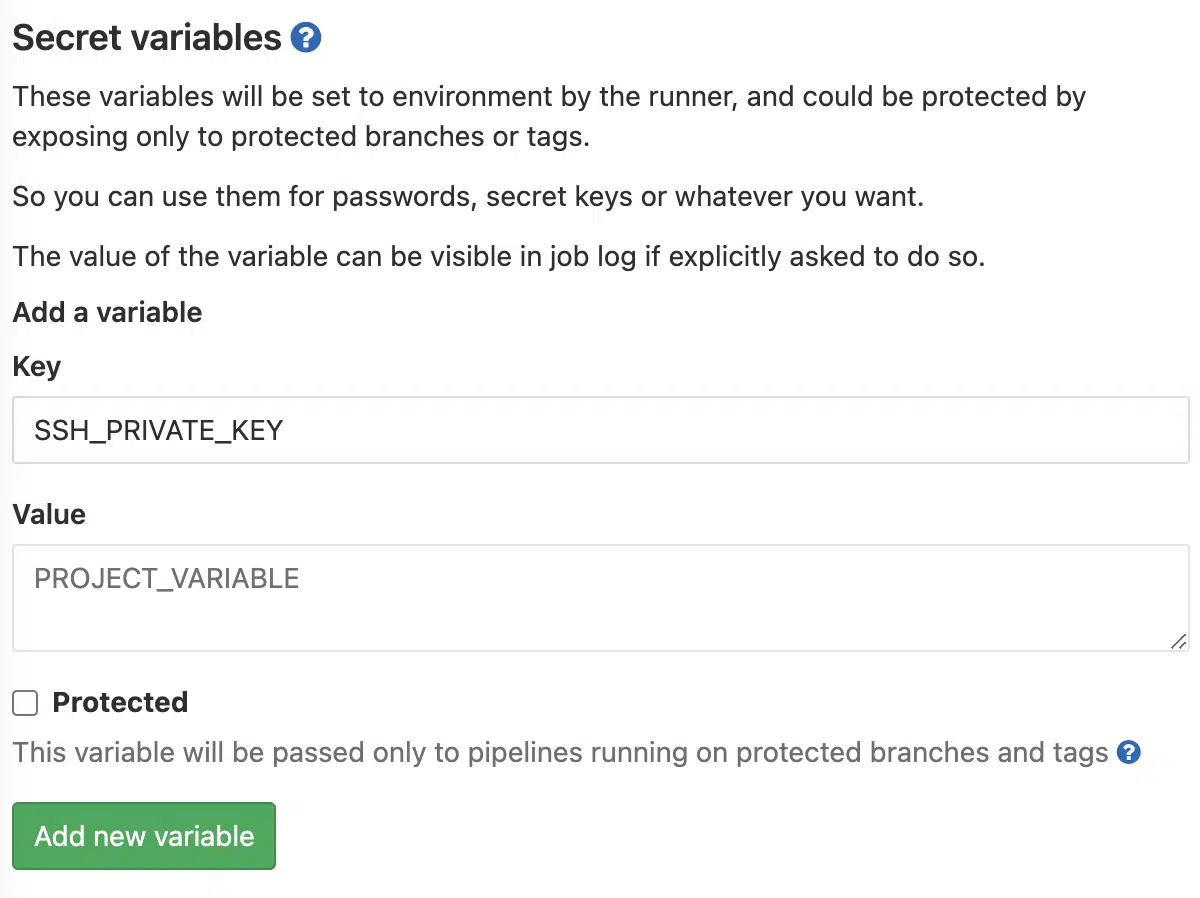 Secret variables ?
These variables will be set to environment by the runner, and could be protected by
exposing only to protected branches or tags.
So you can use them for passwords, secret keys or whatever you want.
The value of the variable can be visible in job log if explicitly asked to do so.
Add a variable
Key
SSH_PRIVATE_KEY
Value
PROJECT_VARIABLE
Protected
This variable will be passed only to pipelines running on protected branches and tags ?
Add new variable